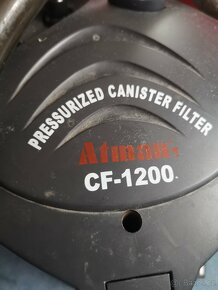 PRESSURIZED CANISTER FILTER
Atman
CF-1200